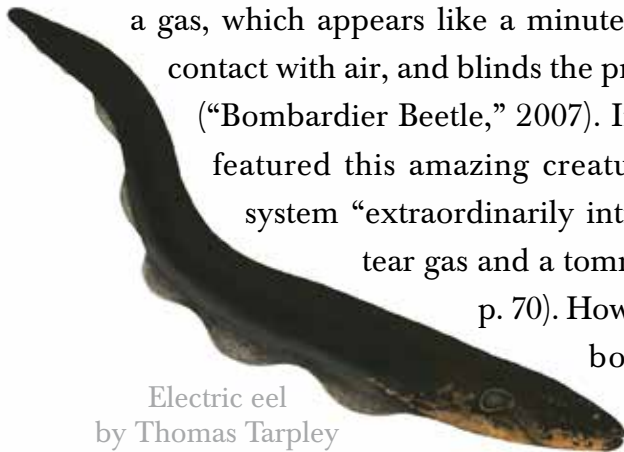 a gas, which appears like a minute
contact with air, and blinds the pr
(“Bombardier Beetle,” 2007). I
featured this amazing creatu
system “extraordinarily int
tear gas and a tom
p. 70). How
bo
Electric eel
by Thomas Tarpley